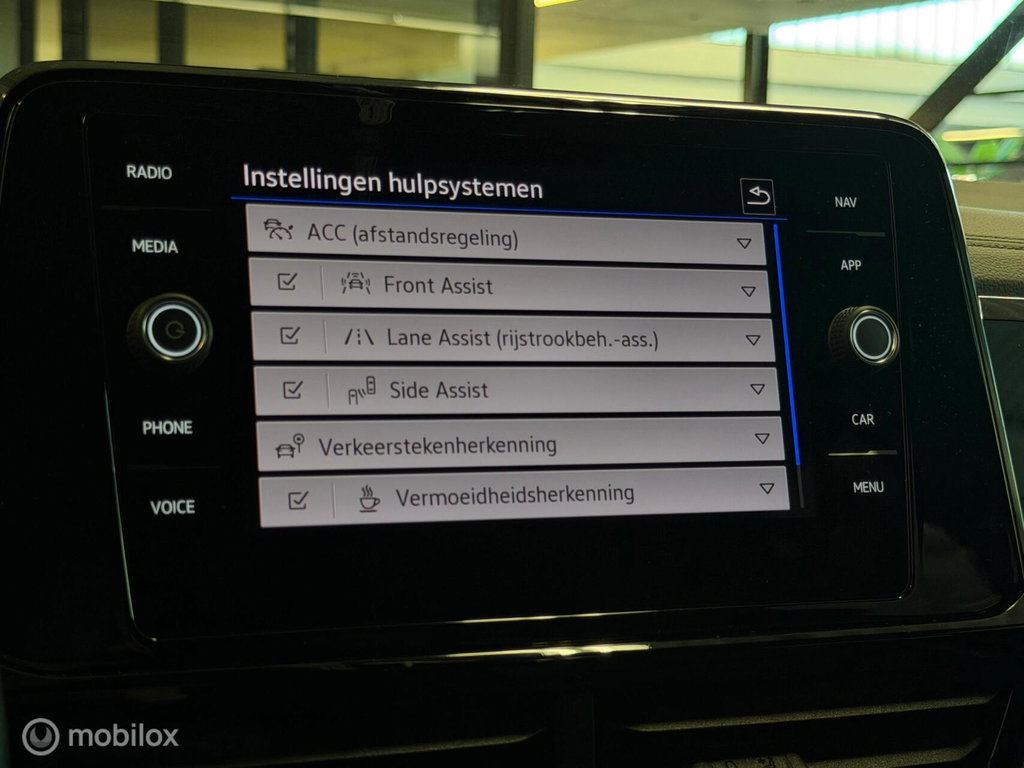 RADIO
MEDIA
PHONE
VOICE
Instellingen hulpsystemen
ACC (afstandsregeling)
Front Assist
Lane Assist (rijstrookbeh.-ass.)
Side Assist
Verkeerstekenherkenning
Vermoeidheidsherkenning
NAV
APP
CAR
MENU
mobilox